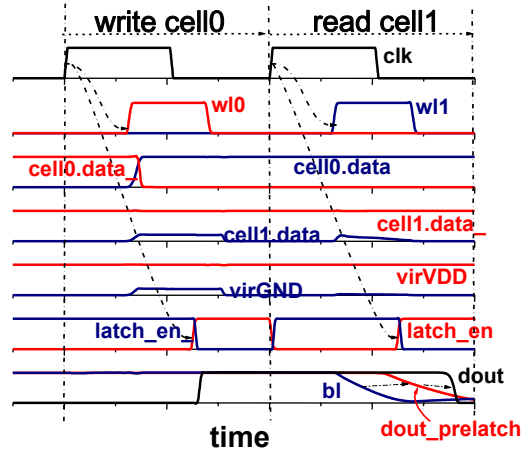 write cell0 read cell1
clk
wl0 wl1
cell0.data_ cell0.data
cell1.data cell1.data_
virGND virVDD
latch_en_ latch_en
bl dout
dout_prelatch
time